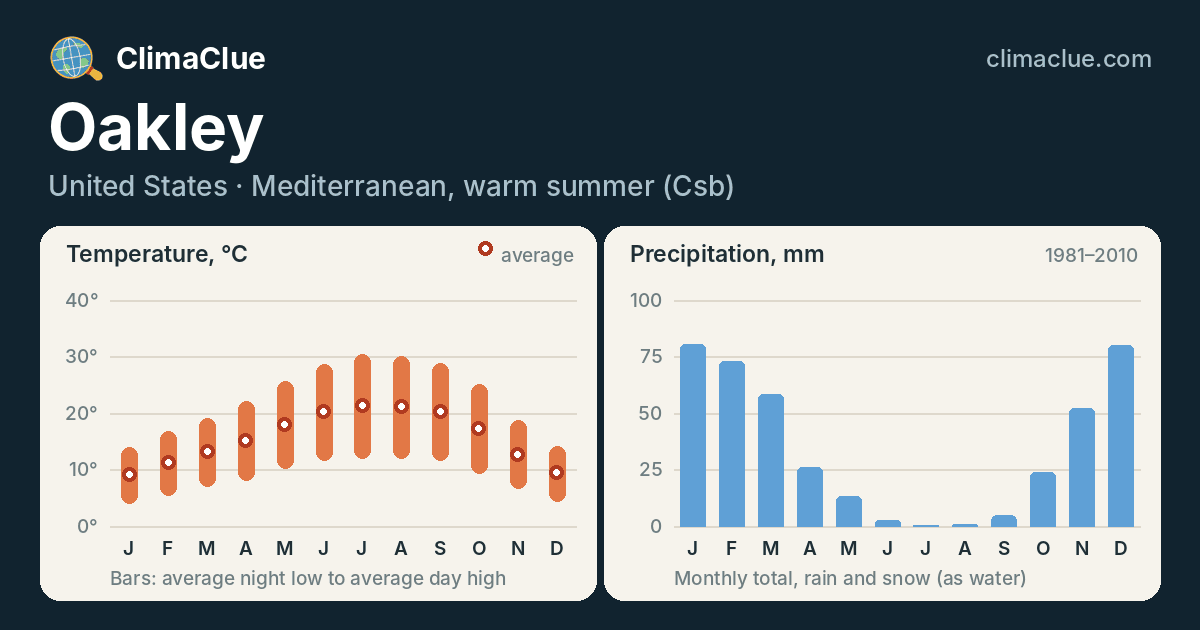 ClimaClue
climaclue.com
Oakley
United States · Mediterranean, warm summer (Csb)
Temperature, °C
average
40°
30°
20°
10°
0°
J F M A M J J A S O N D
Bars: average night low to average day high
Precipitation, mm
1981–2010
100
75
50
25
0
J F M A M J J A S O N D
Monthly total, rain and snow (as water)